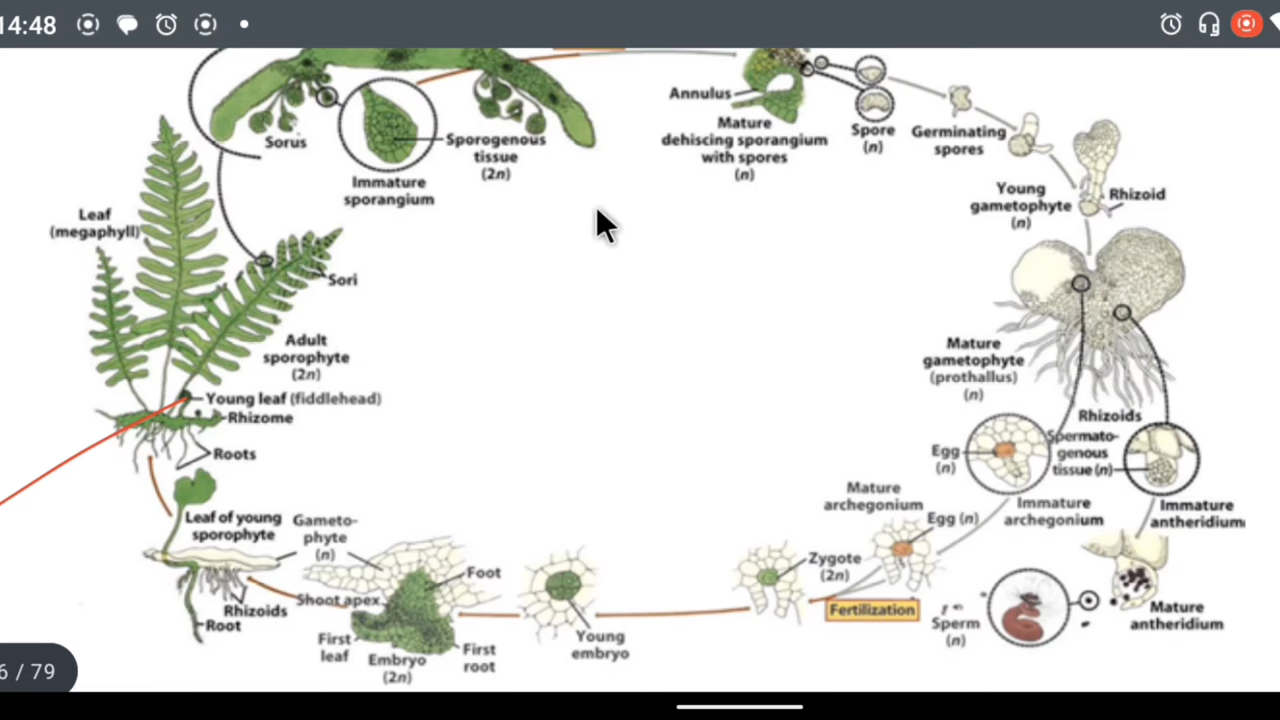 14:48
Annulus
Mature
dehiscing sporangium
with spores
(n)
Spore
(n)
Germinating
spores
Sorus
Sporogenous
tissue
(2n)
Immature
sporangium
Young
gametophyte
(n)
Rhizoid
Leaf
(megaphyll)
Sori
Adult
sporophyte
(2n)
Young leaf (fiddlehead)
Rhizome
Roots
Mature
gametophyte
(prothallus)
(n)
Rhizoids
Egg
(n)
Spermato-
genous
tissue (n)
Immature
archegonium
Immature
antheridium
Mature
archegonium
Egg (n)
Leaf of young
sporophyte
Gameto-
phyte
(n)
Foot
Shoot apex
Rhizoids
Root
First
leaf
Embryo
(2n)
First
root
Young
embryo
Zygote
(2n)
Fertilization
Sperm
(n)
Mature
antheridium
6 / 79